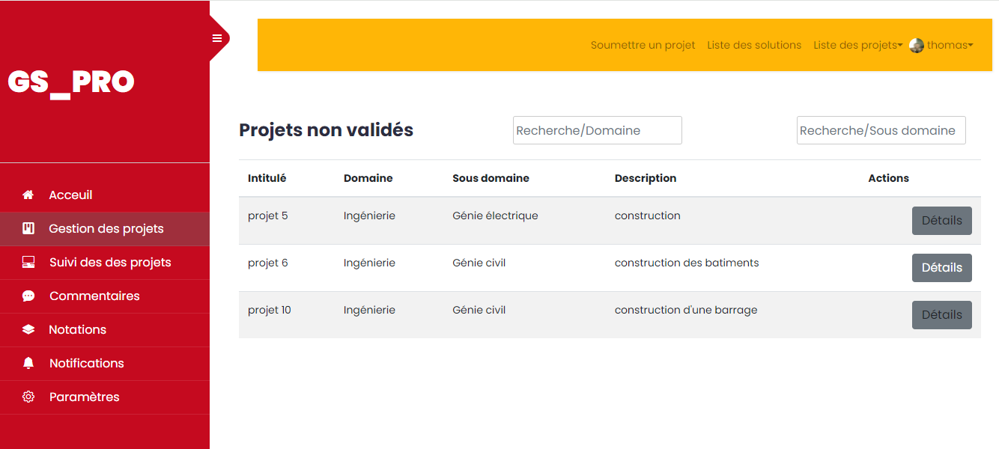 GS_PRO
Acceuil
Gestion des projets
Suivi des des projets
Commentaires
Notations
Notifications
Paramètres
Soumettre un projet Liste des solutions Liste des projets thomas
Projets non validés Recherche/Domaine Recherche/Sous domaine
Intitulé Domaine Sous domaine Description Actions
projet 5 Ingénierie Génie électrique construction Détails
projet 6 Ingénierie Génie civil construction des batiments Détails
projet 10 Ingénierie Génie civil construction d'une barrage Détails